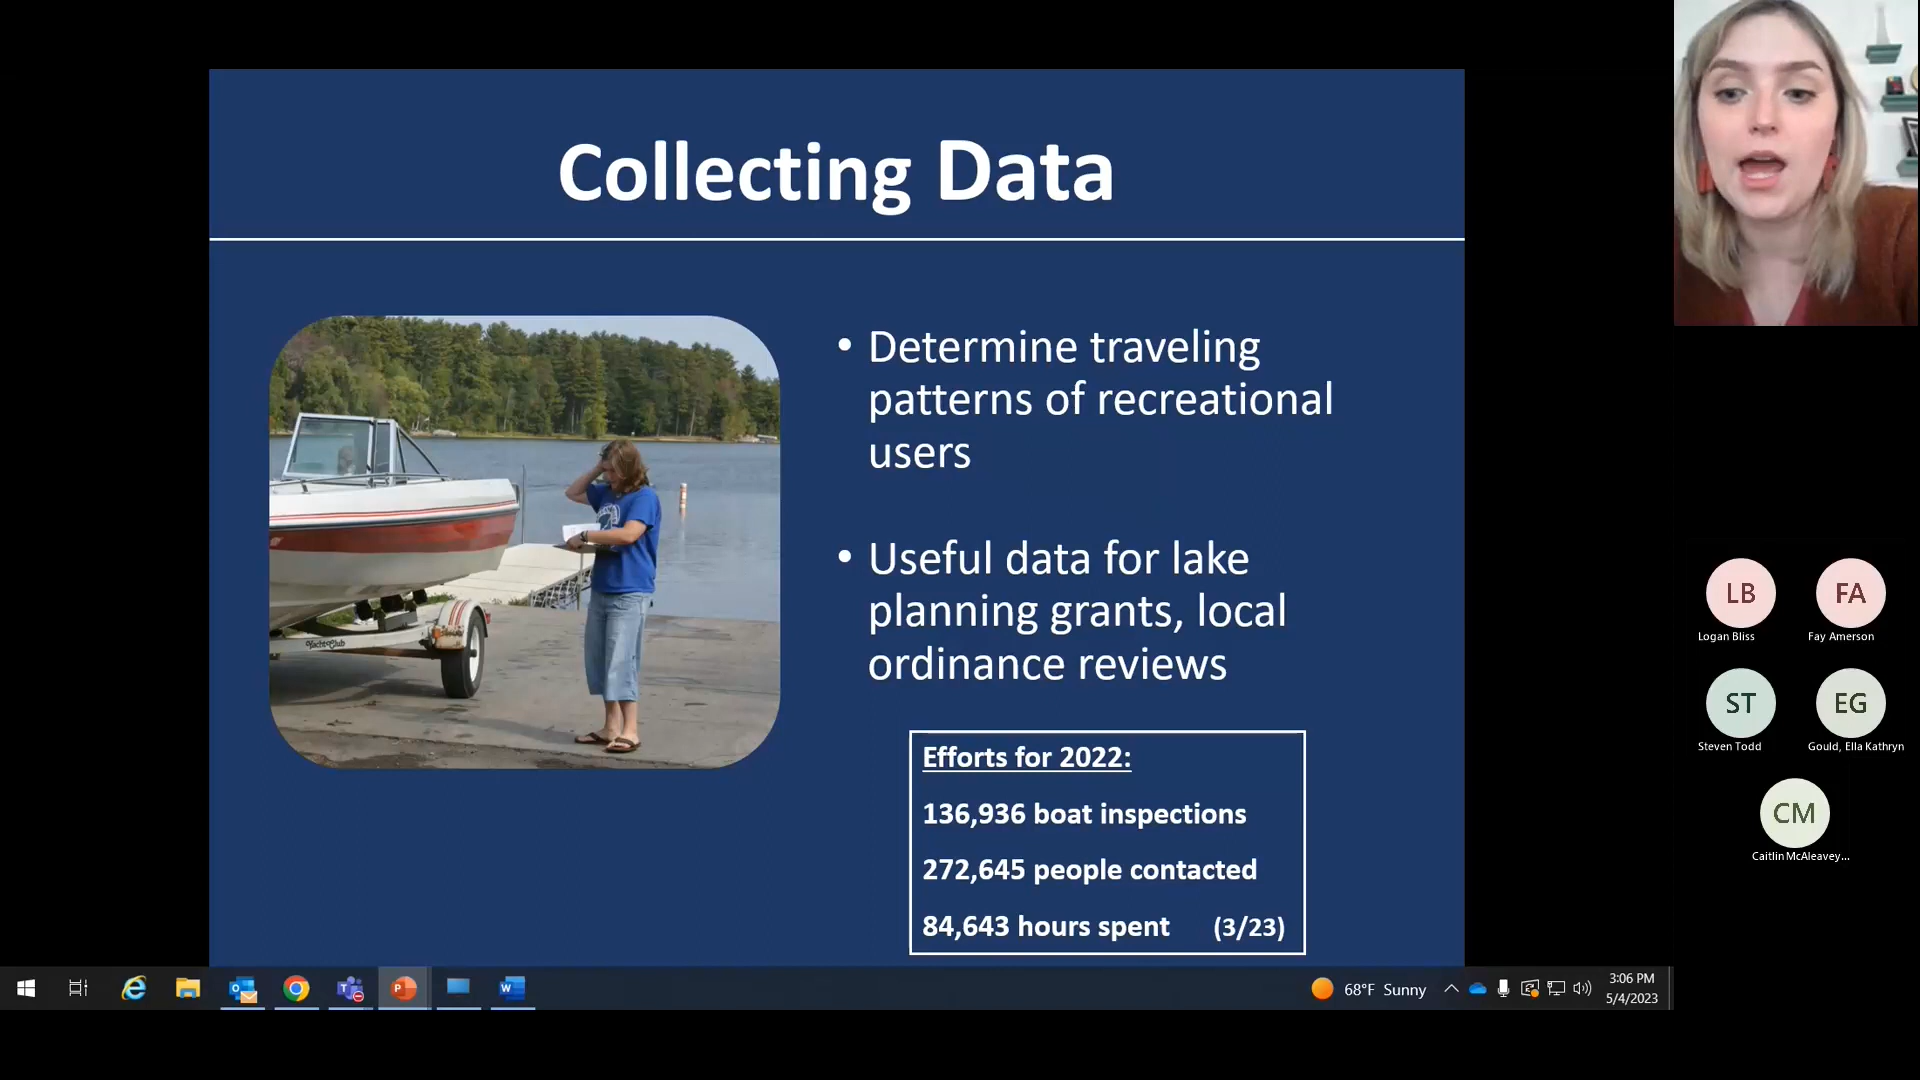 Collecting Data
• Determine traveling
patterns of recreational
users
• Useful data for lake
planning grants, local
ordinance reviews
Efforts for 2022:
136,936 boat inspections
272,645 people contacted
84,643 hours spent (3/23)
YachtClub
LB
FA
Logan Bliss
Fay Amerson
ST
EG
Steven Todd
Gould, Ella Kathryn
CM
Caitlin McAleavey...
68°F Sunny
3:06 PM
5/4/2023